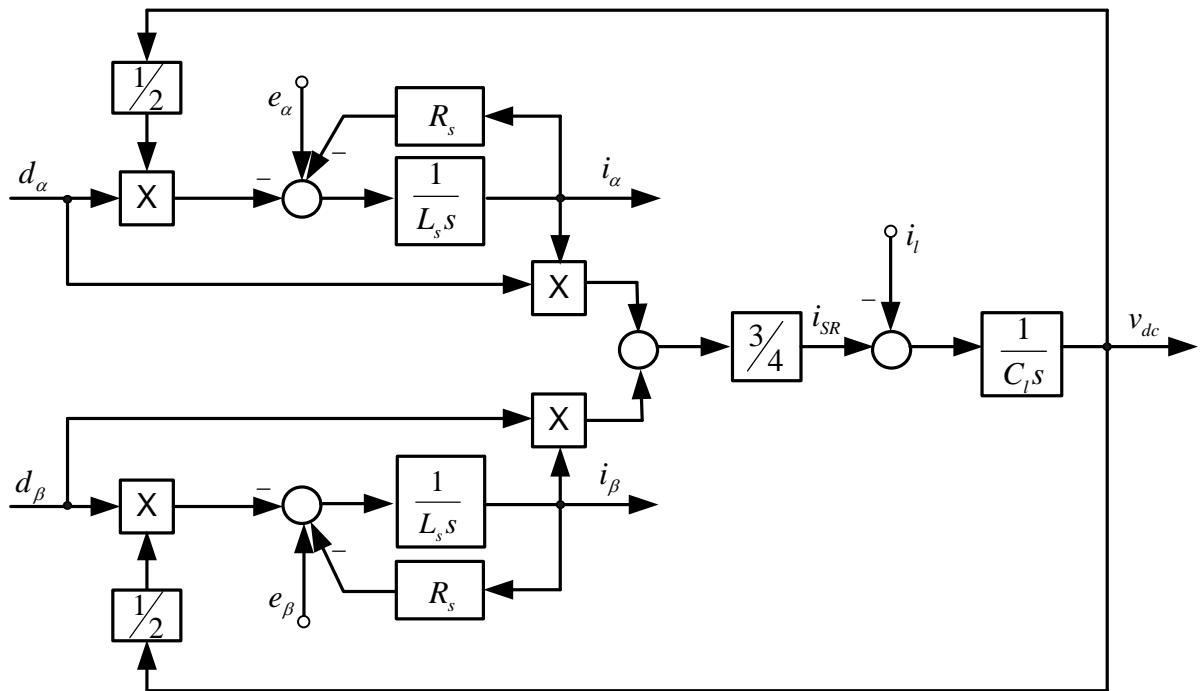 1/2
e_α
R_s
−
d_α
X
−
1
L_s s
i_α
X
i_l
−
3/4
i_SR
1
C_l s
v_dc
X
d_β
X
−
1
L_s s
i_β
−
R_s
e_β
1/2